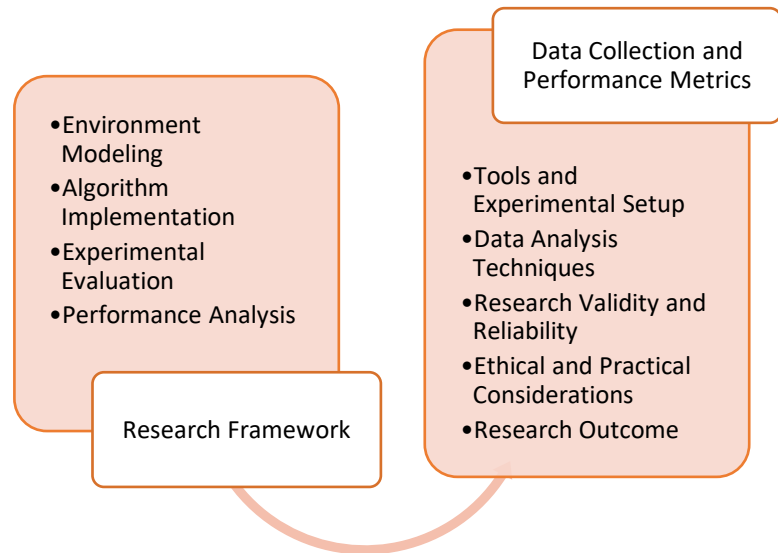 •Environment
Modeling
•Algorithm
Implementation
•Experimental
Evaluation
•Performance Analysis
Research Framework
Data Collection and
Performance Metrics
•Tools and
Experimental Setup
•Data Analysis
Techniques
•Research Validity and
Reliability
•Ethical and Practical
Considerations
•Research Outcome